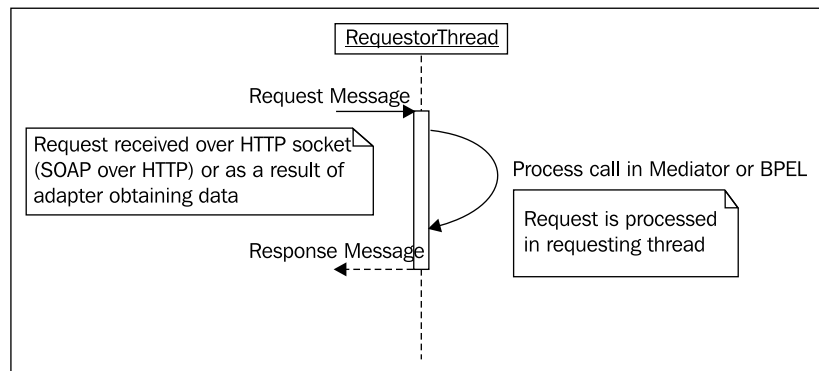 RequestorThread
Request Message
Request received over HTTP socket
(SOAP over HTTP) or as a result of
adapter obtaining data
Process call in Mediator or BPEL
Request is processed
in requesting thread
Response Message